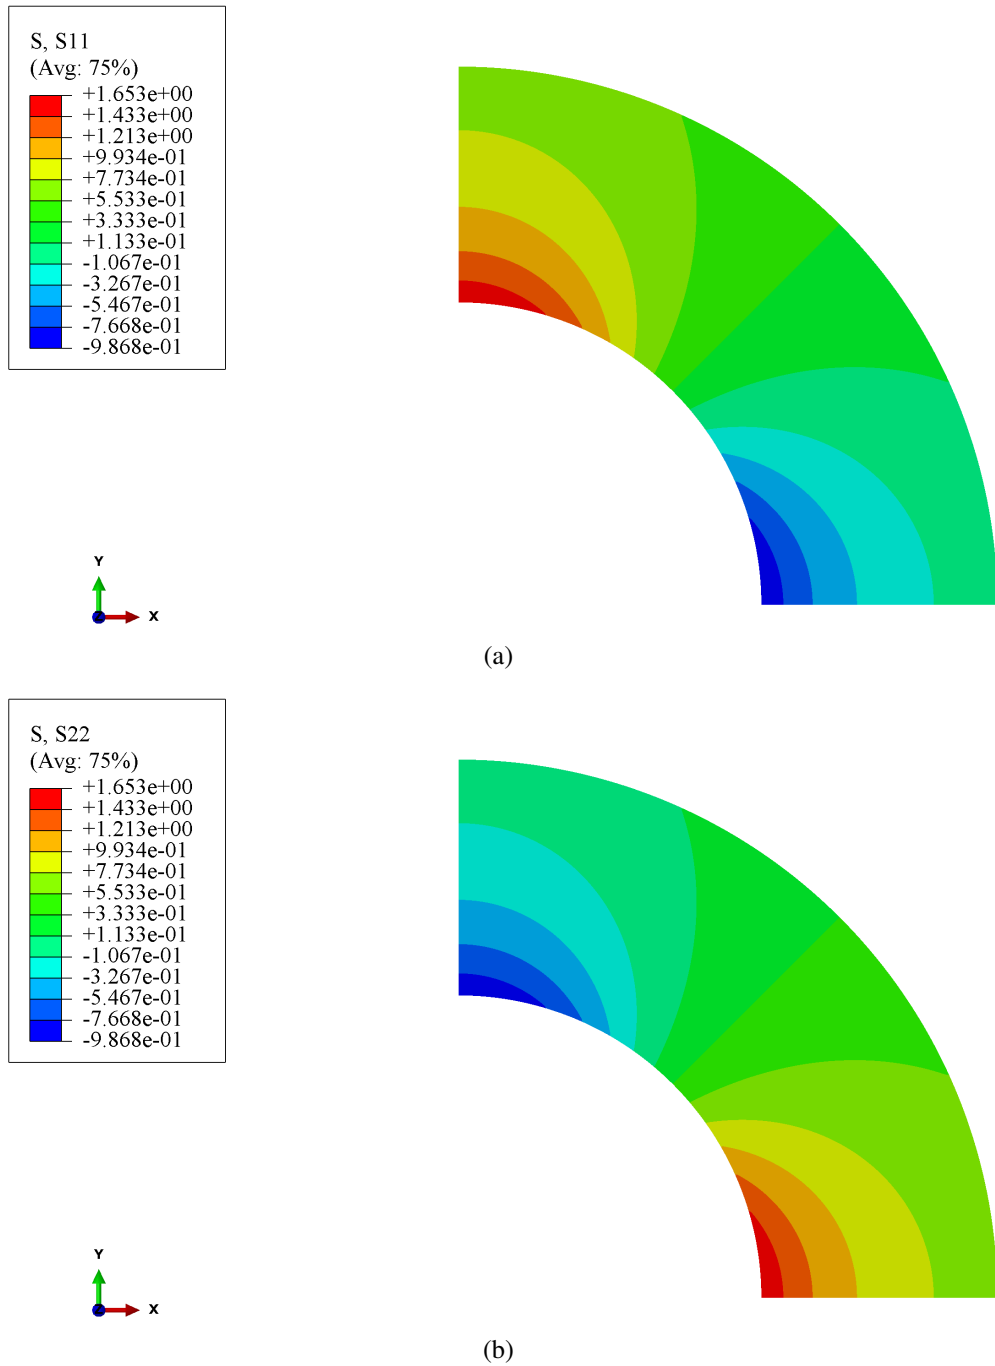 S, S11
(Avg: 75%)
+1.653e+00
+1.433e+00
+1.213e+00
+9.934e-01
+7.734e-01
+5.533e-01
+3.333e-01
+1.133e-01
-1.067e-01
-3.267e-01
-5.467e-01
-7.668e-01
-9.868e-01
Y
Z X
(a)
S, S22
(Avg: 75%)
+1.653e+00
+1.433e+00
+1.213e+00
+9.934e-01
+7.734e-01
+5.533e-01
+3.333e-01
+1.133e-01
-1.067e-01
-3.267e-01
-5.467e-01
-7.668e-01
-9.868e-01
Y
Z X
(b)